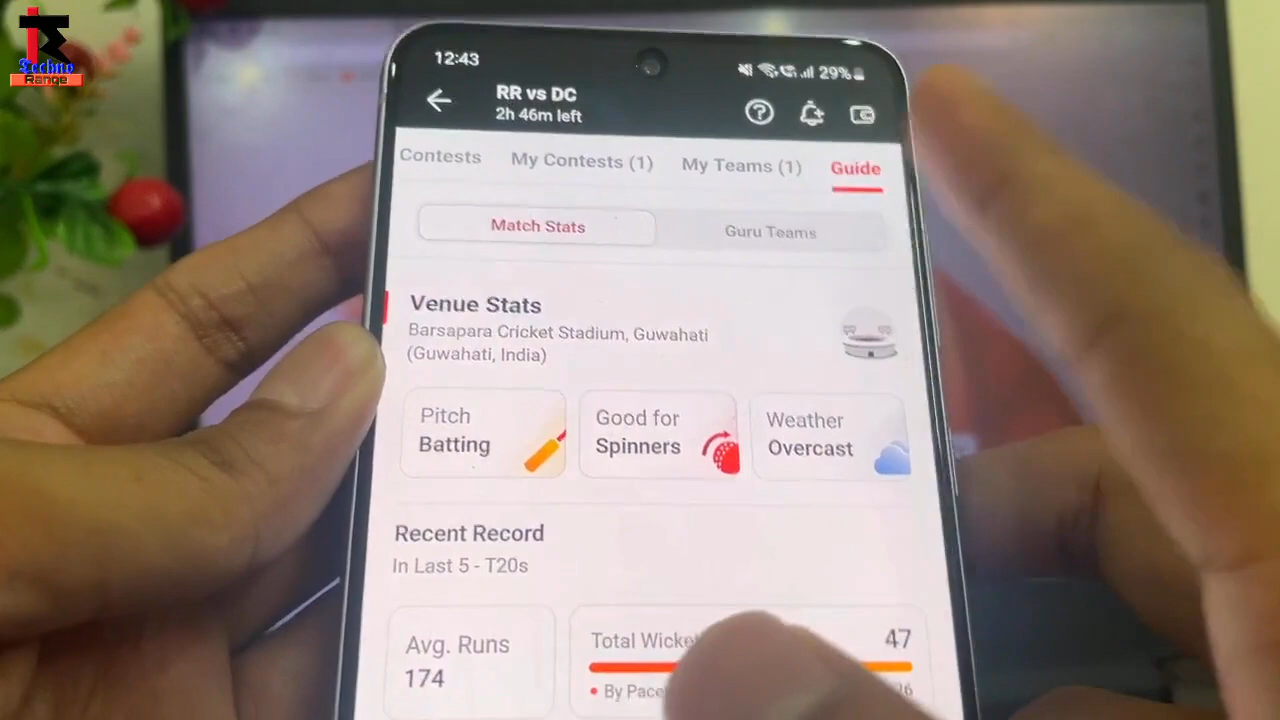 Techno
Range
12:43
29%
RR vs DC
2h 46m left
Contests
My Contests (1)
My Teams (1)
Guide
Match Stats
Guru Teams
Venue Stats
Barsapara Cricket Stadium, Guwahati
(Guwahati, India)
Pitch
Batting
Good for
Spinners
Weather
Overcast
Recent Record
In Last 5 - T20s
Avg. Runs
174
Total
47
By